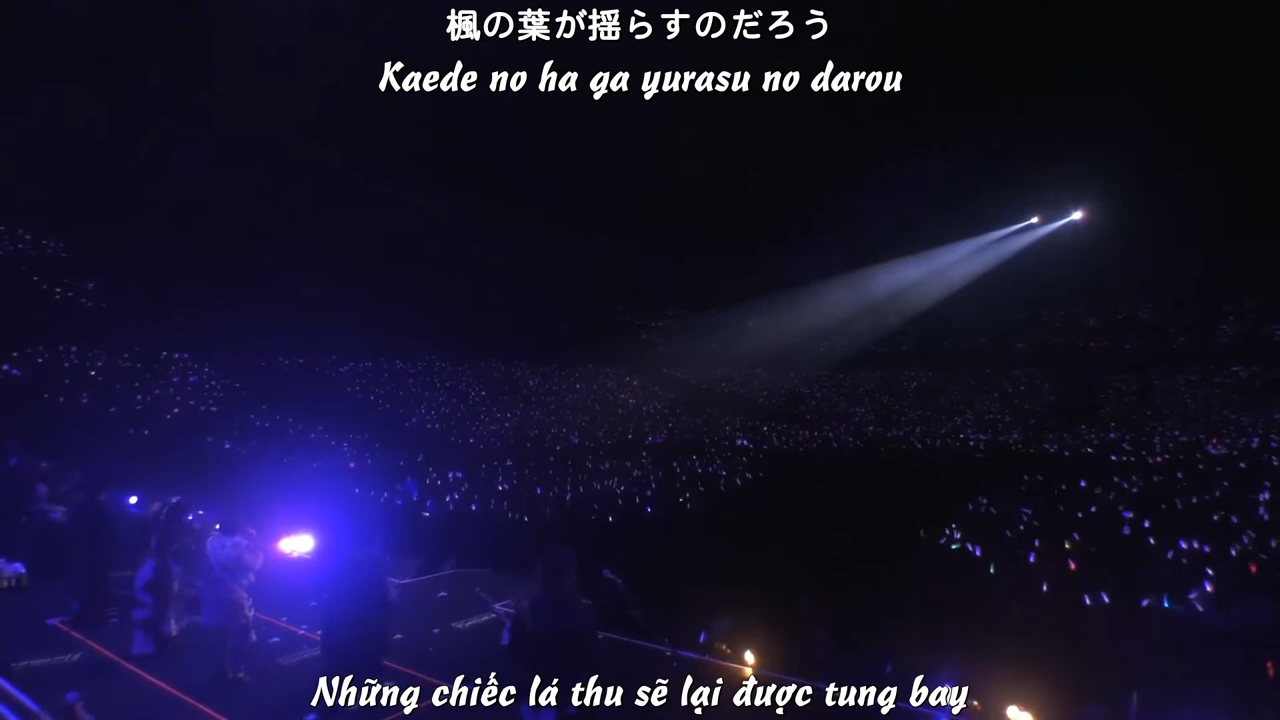 楓の葉が揺らすのだろう
Kaede no ha ga yurasu no darou
Những chiếc lá thu sẽ lại được tung bay